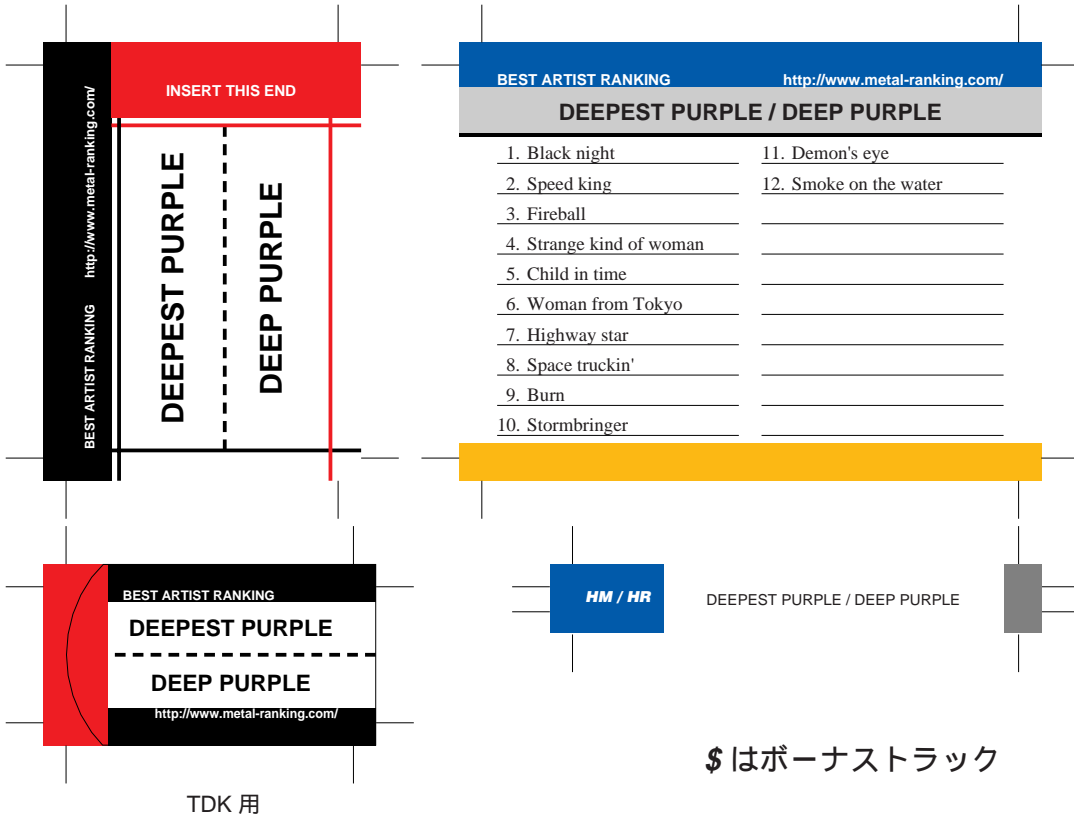 INSERT THIS END
BEST ARTIST RANKING http://www.metal-ranking.com/
DEEPEST PURPLE
DEEP PURPLE
BEST ARTIST RANKING http://www.metal-ranking.com/
DEEPEST PURPLE / DEEP PURPLE
1. Black night
2. Speed king
3. Fireball
4. Strange kind of woman
5. Child in time
6. Woman from Tokyo
7. Highway star
8. Space truckin'
9. Burn
10. Stormbringer
11. Demon's eye
12. Smoke on the water
BEST ARTIST RANKING
DEEPEST PURPLE
DEEP PURPLE
http://www.metal-ranking.com/
TDK 用
HM / HR
DEEPEST PURPLE / DEEP PURPLE
$ はボーナストラック